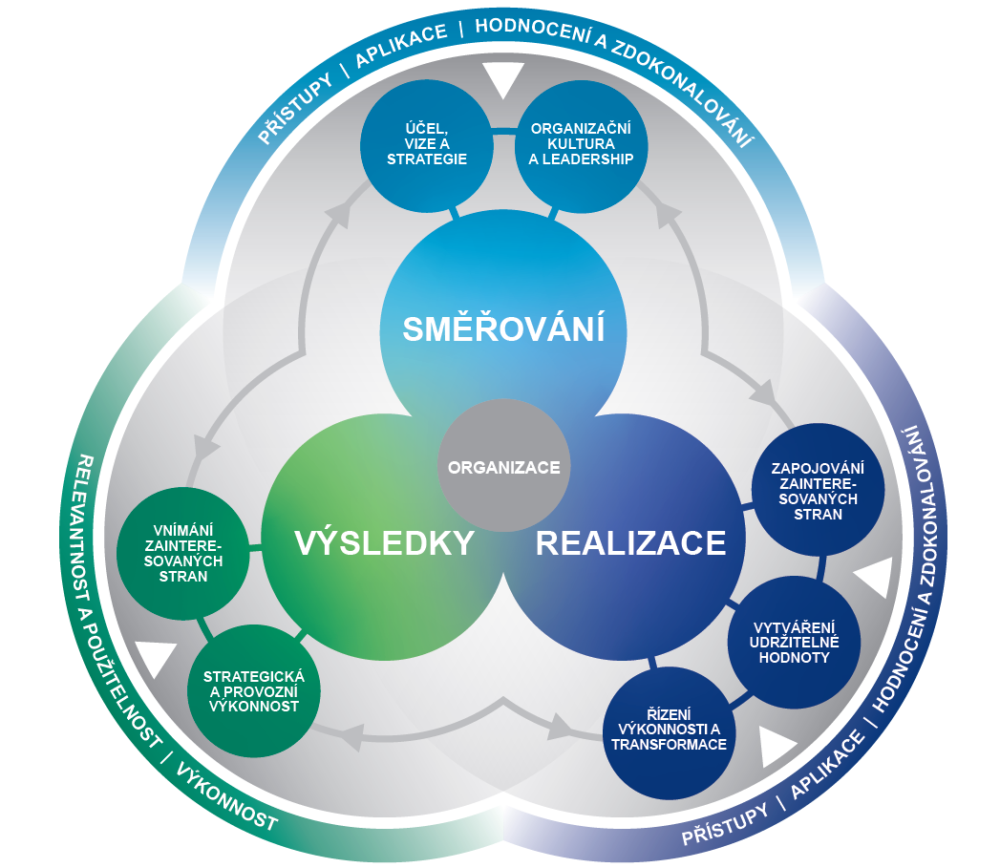 PŘÍSTUPY | APLIKACE | HODNOCENÍ A ZDOKONALOVÁNÍ
ÚČEL,
VIZE A
STRATEGIE
ORGANIZAČNÍ
KULTURA
A LEADERSHIP
SMĚŘOVÁNÍ
ORGANIZACE
VÝSLEDKY
REALIZACE
ZAPOJOVÁNÍ
ZAINTERE-
SOVANÝCH
STRAN
VYTVÁŘENÍ
UDRŽITELNÉ
HODNOTY
ŘÍZENÍ
VÝKONNOSTI A
TRANSFORMACE
VNÍMÁNÍ
ZAINTERE-
SOVANÝCH
STRAN
STRATEGICKÁ
A PROVOZNÍ
VÝKONNOST
RELEVANTNOST A POUŽITELNOST | VÝKONNOST
PŘÍSTUPY | APLIKACE | HODNOCENÍ A ZDOKONALOVÁNÍ